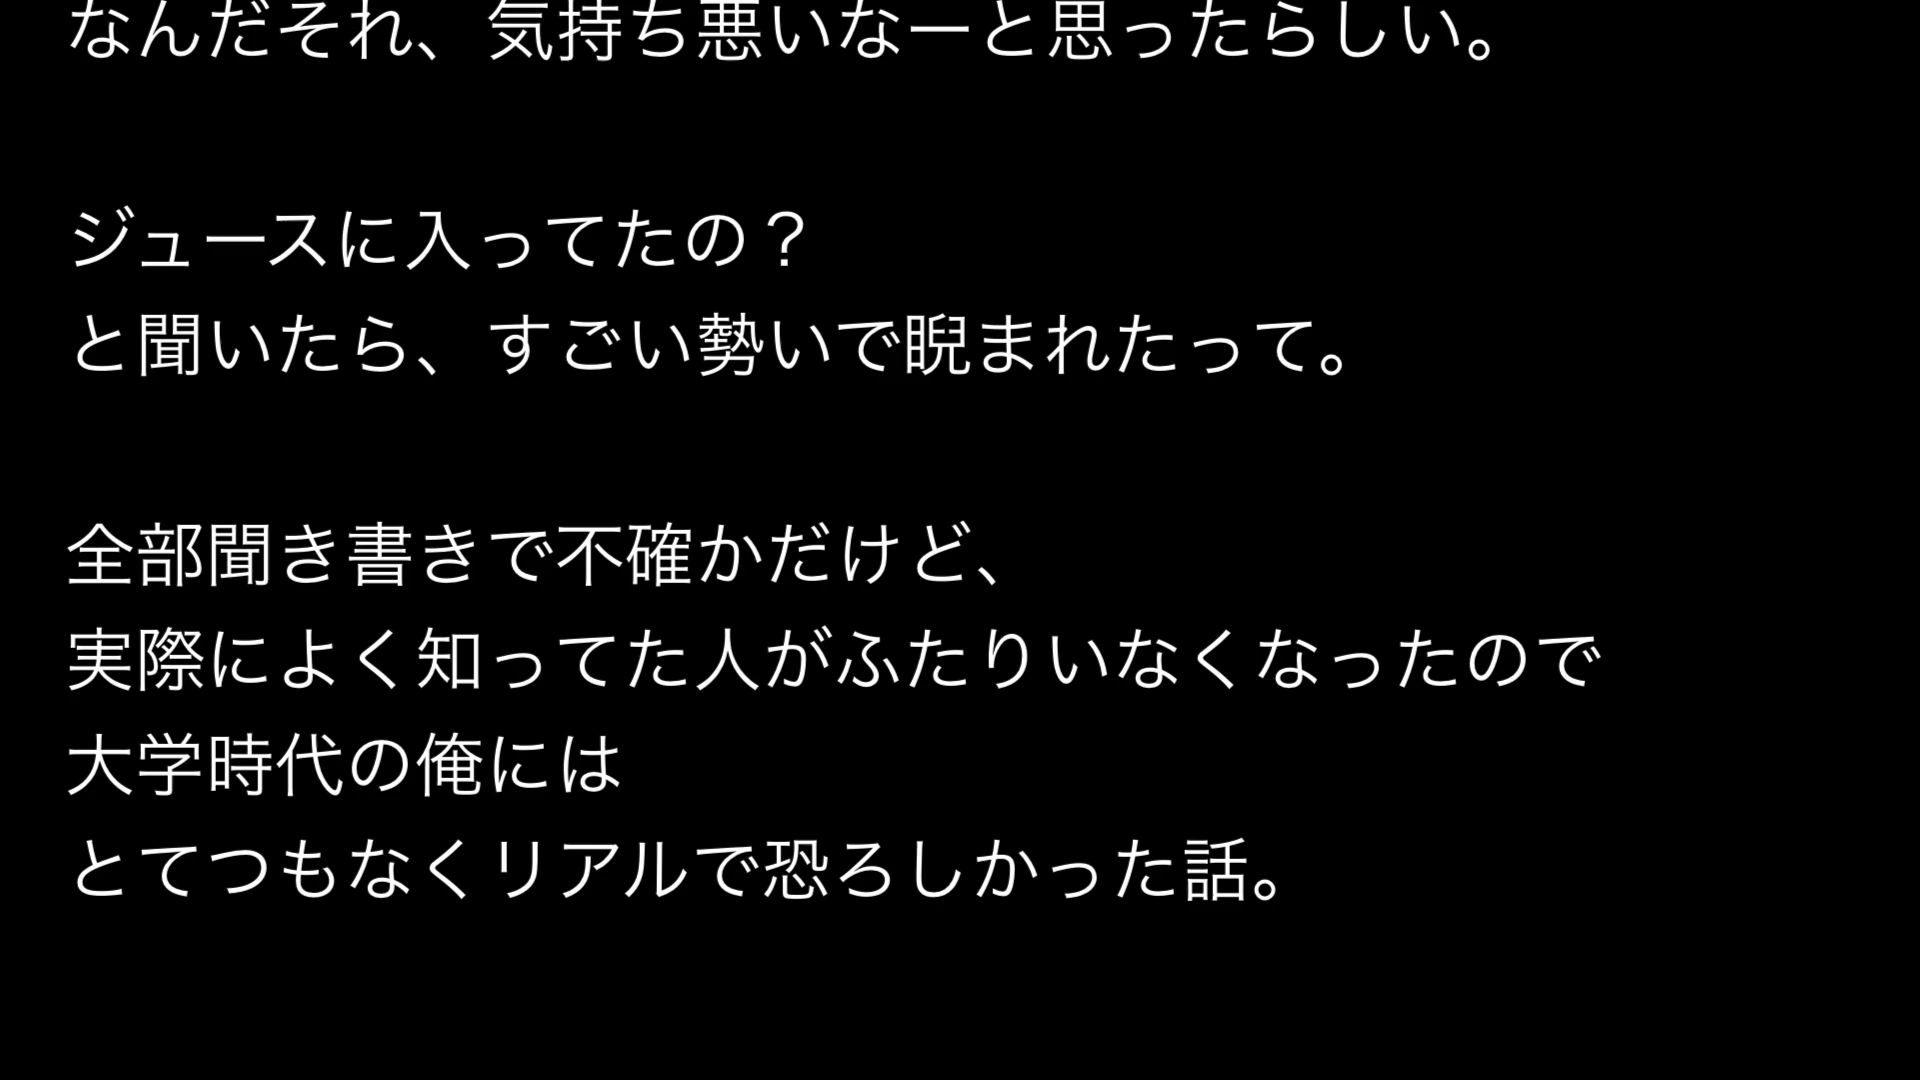 なんだそれ、気持ち悪いなーと思ったらしい。
ジュースに入ってたの？
と聞いたら、すごい勢いで睨まれたって。
全部聞き書きで不確かだけど、
実際によく知ってた人がふたりいなくなったので
大学時代の俺には
とてつもなくリアルで恐ろしかった話。